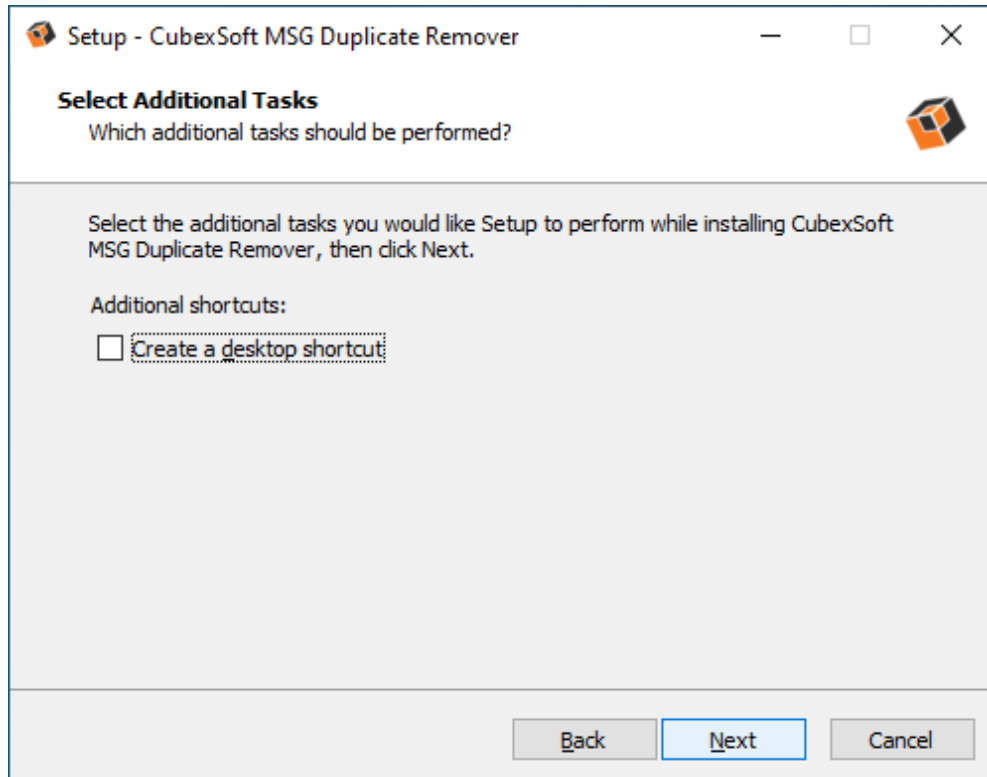 Setup - CubexSoft MSG Duplicate Remover
Select Additional Tasks
Which additional tasks should be performed?
Select the additional tasks you would like Setup to perform while installing CubexSoft
MSG Duplicate Remover, then click Next.
Additional shortcuts:
Create a desktop shortcut
Back Next Cancel